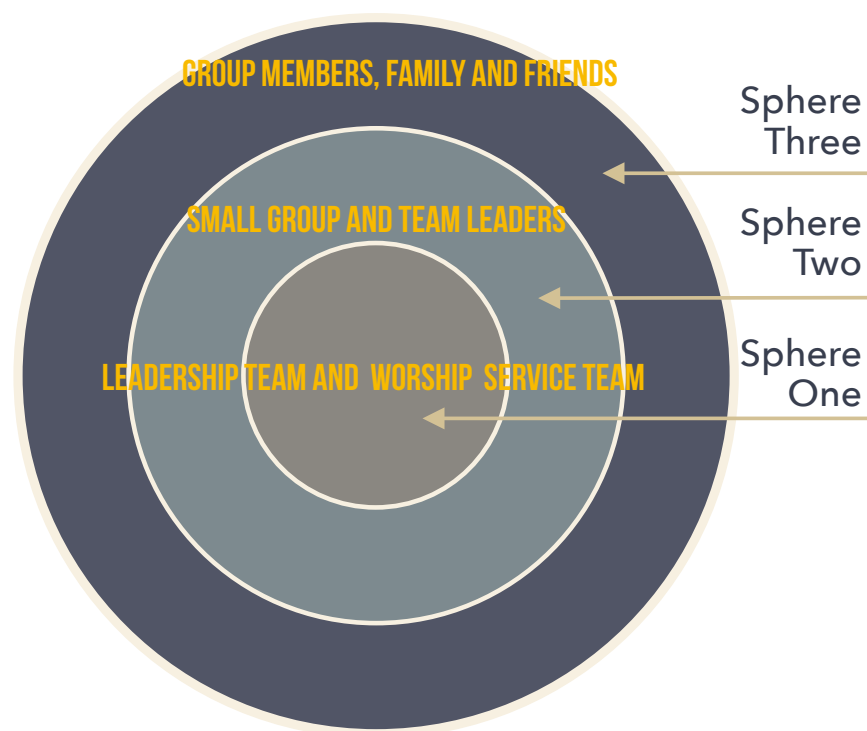 GROUP MEMBERS, FAMILY AND FRIENDS
Sphere
Three
SMALL GROUP AND TEAM LEADERS
Sphere
Two
LEADERSHIP TEAM AND WORSHIP SERVICE TEAM
Sphere
One